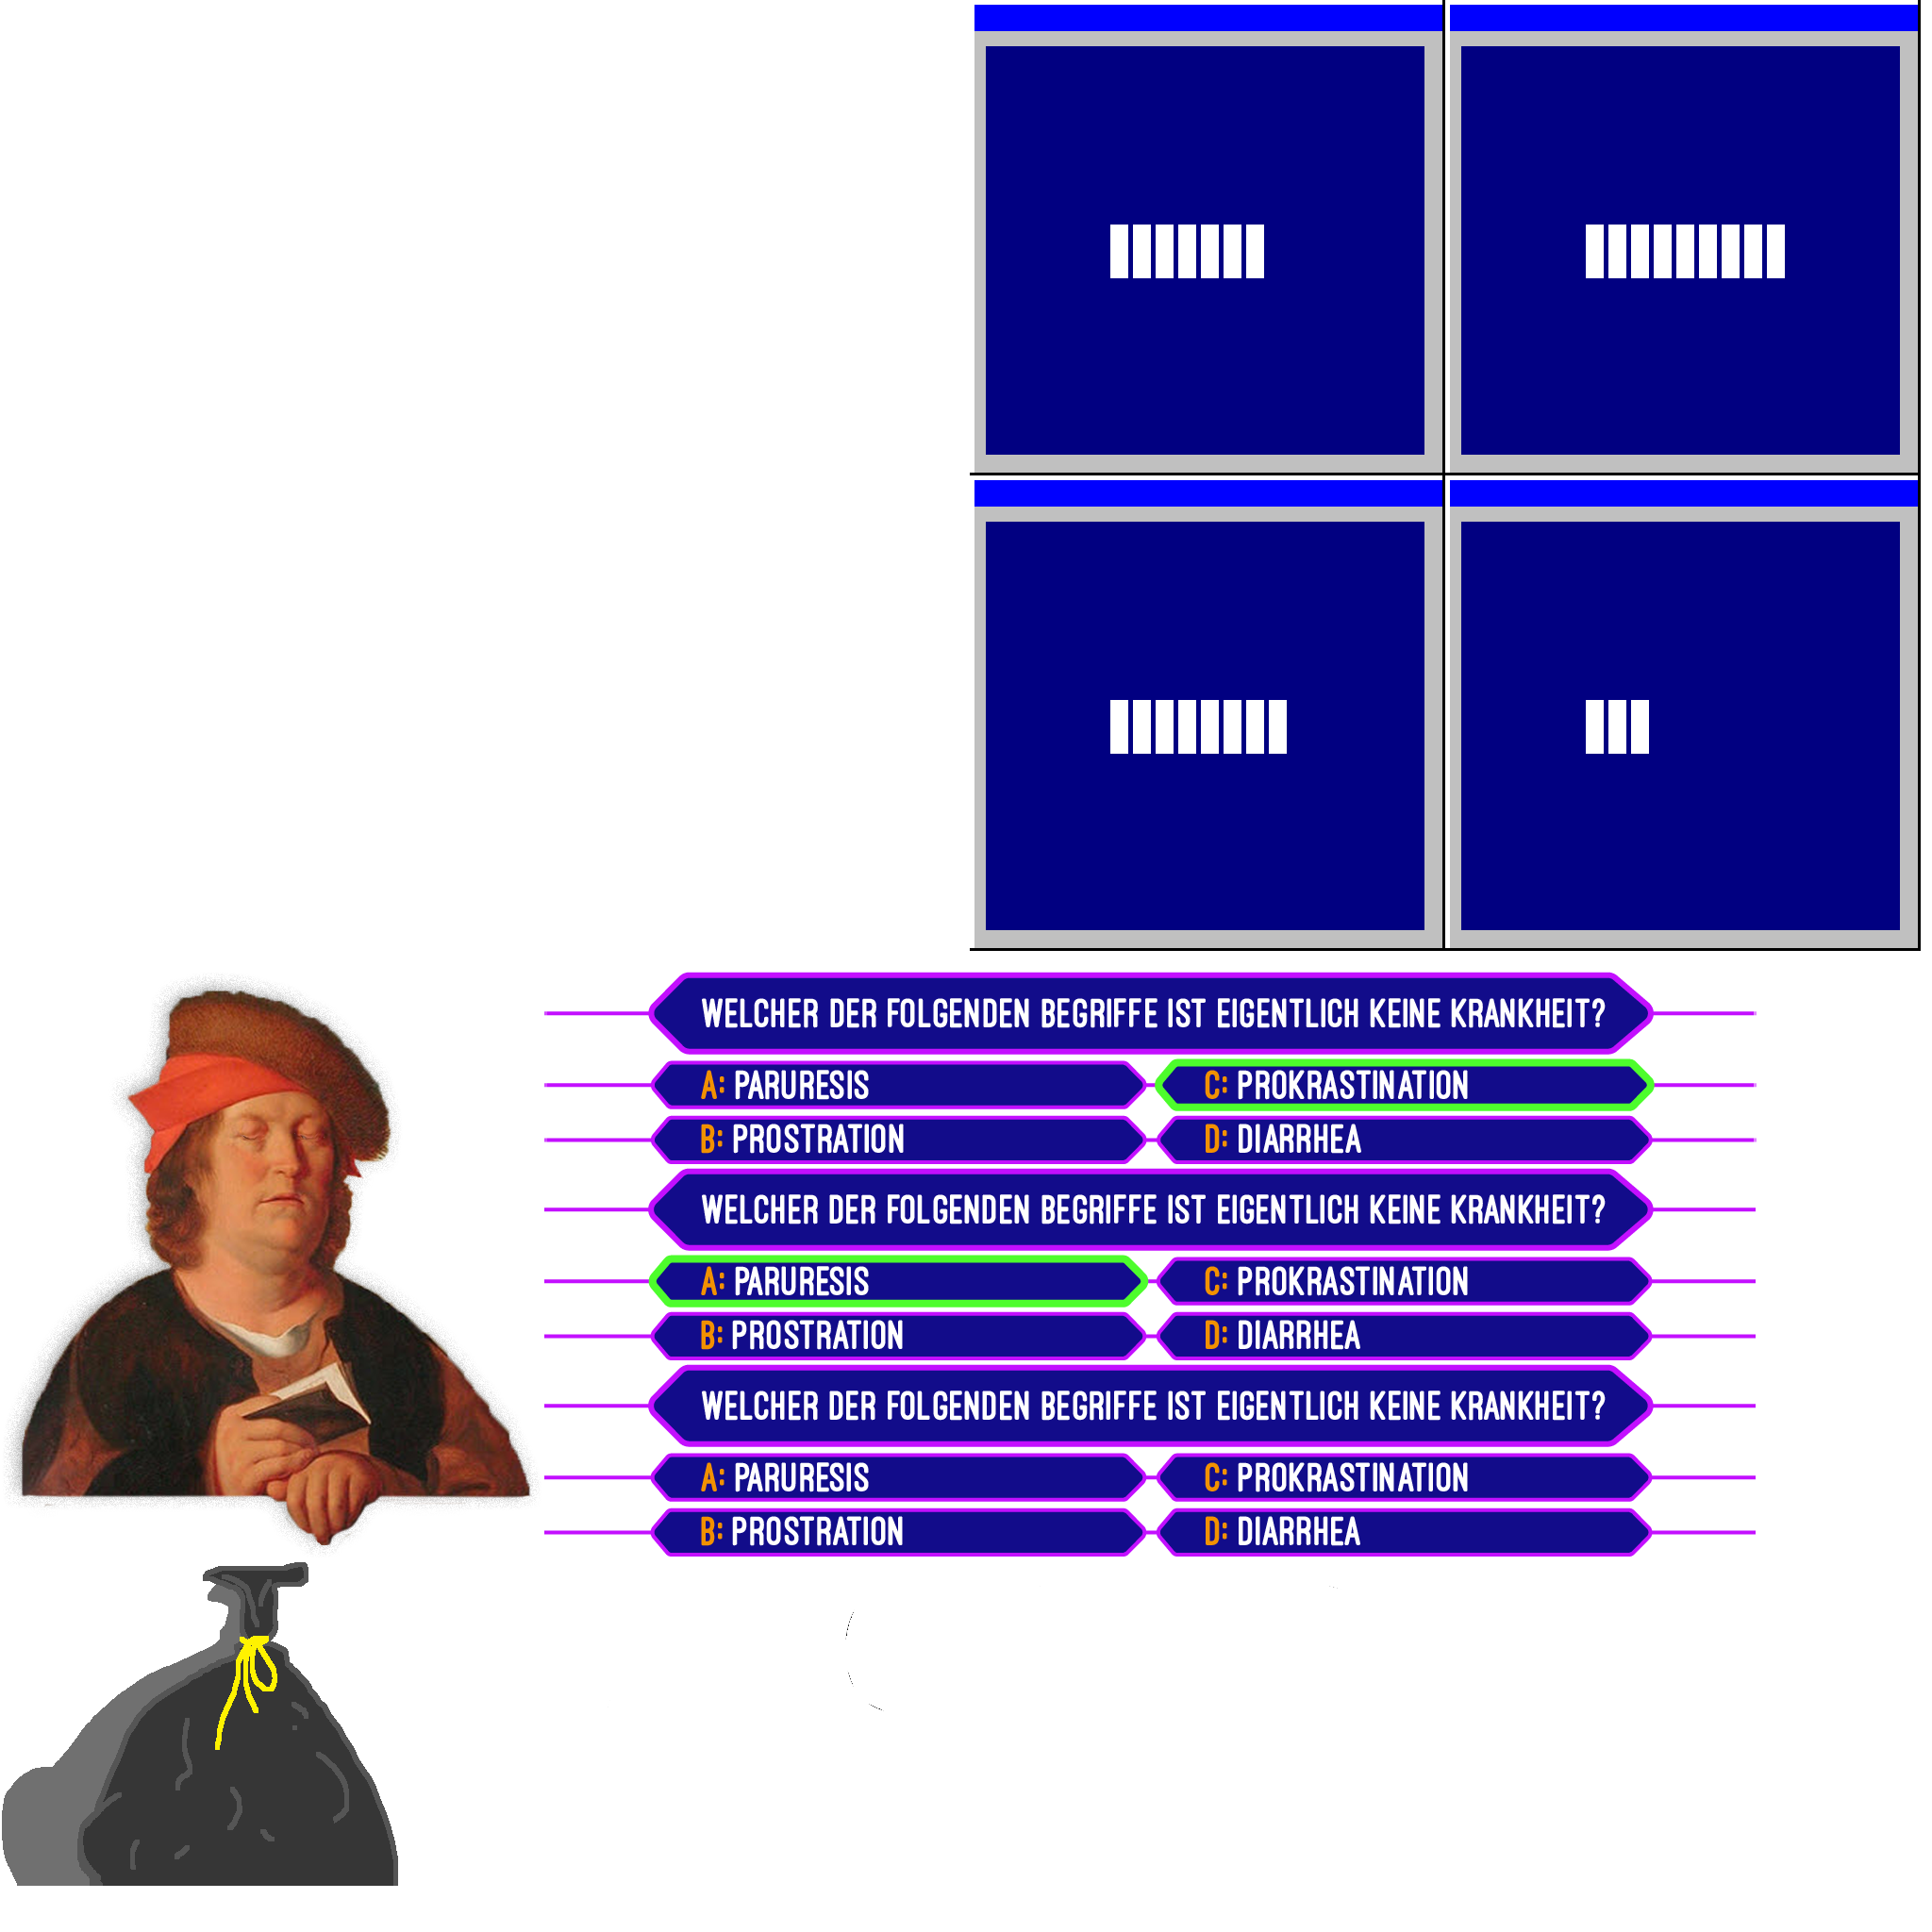 WELCHER DER FOLGENDEN BEGRIFFE IST EIGENTLICH KEINE KRANKHEIT?
A: PARURESIS C: PROKRASTINATION
B: PROSTRATION D: DIARRHEA
WELCHER DER FOLGENDEN BEGRIFFE IST EIGENTLICH KEINE KRANKHEIT?
A: PARURESIS C: PROKRASTINATION
B: PROSTRATION D: DIARRHEA
WELCHER DER FOLGENDEN BEGRIFFE IST EIGENTLICH KEINE KRANKHEIT?
A: PARURESIS C: PROKRASTINATION
B: PROSTRATION D: DIARRHEA